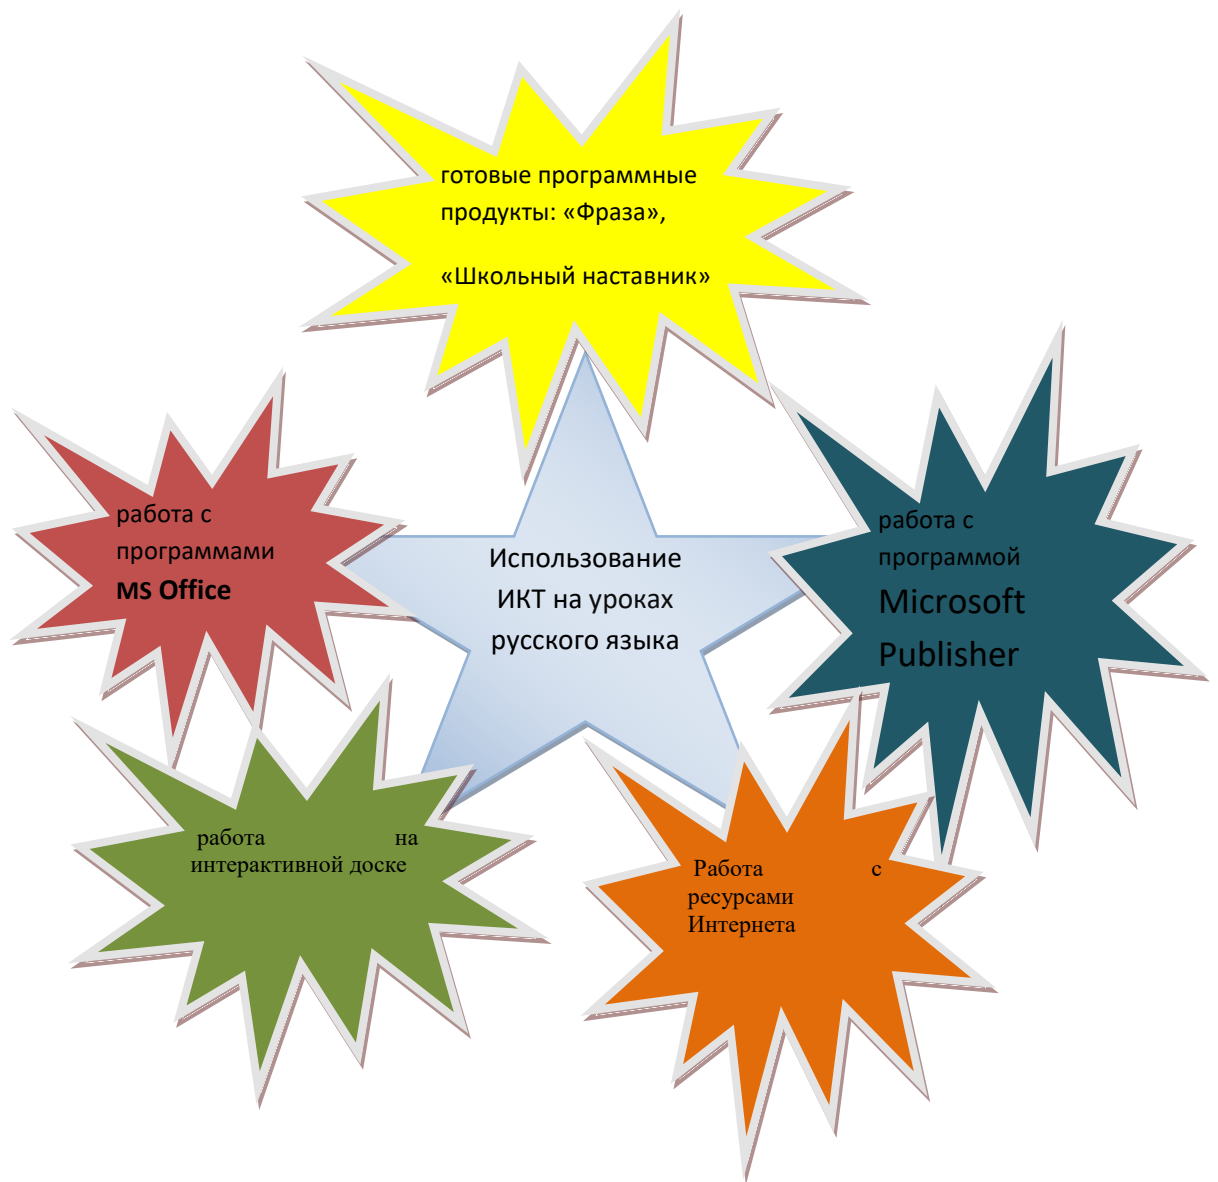 готовые программные
продукты: «Фраза»,
«Школьный наставник»
работа с
программами
MS Office
Использование
ИКТ на уроках
русского языка
работа с
программой
Microsoft
Publisher
работа на
интерактивной доске
Работа с
ресурсами
Интернета